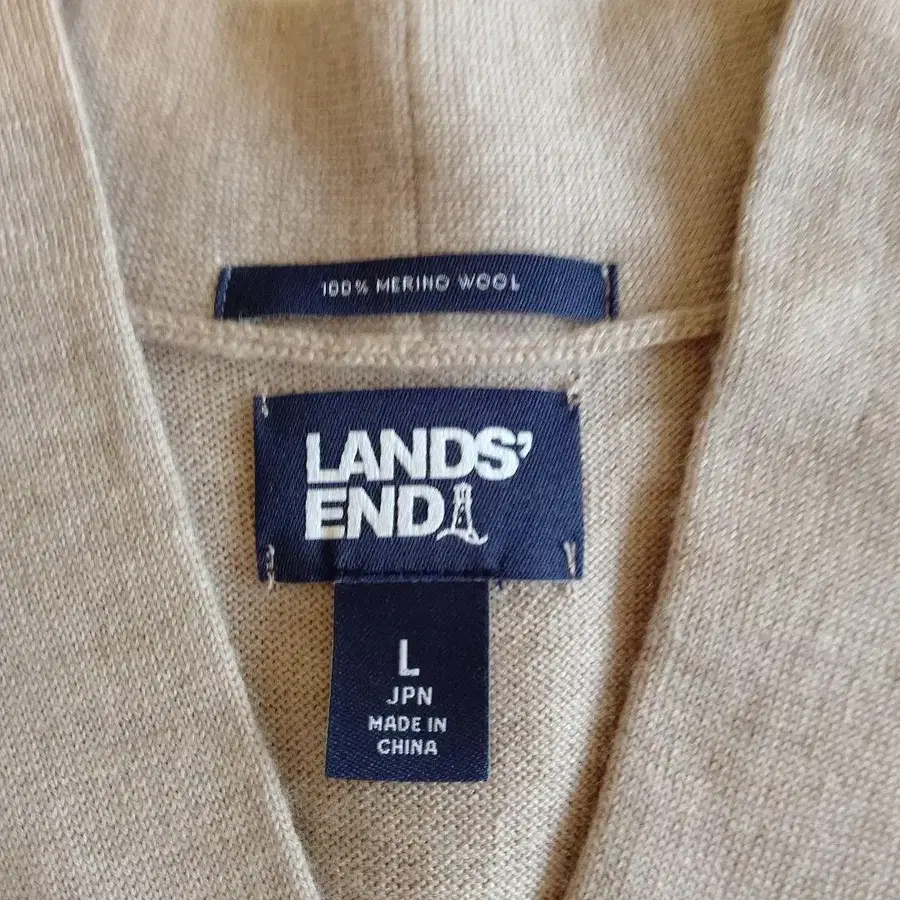 100% MERINO WOOL
LANDS'
END
L
JPN
MADE IN
CHINA